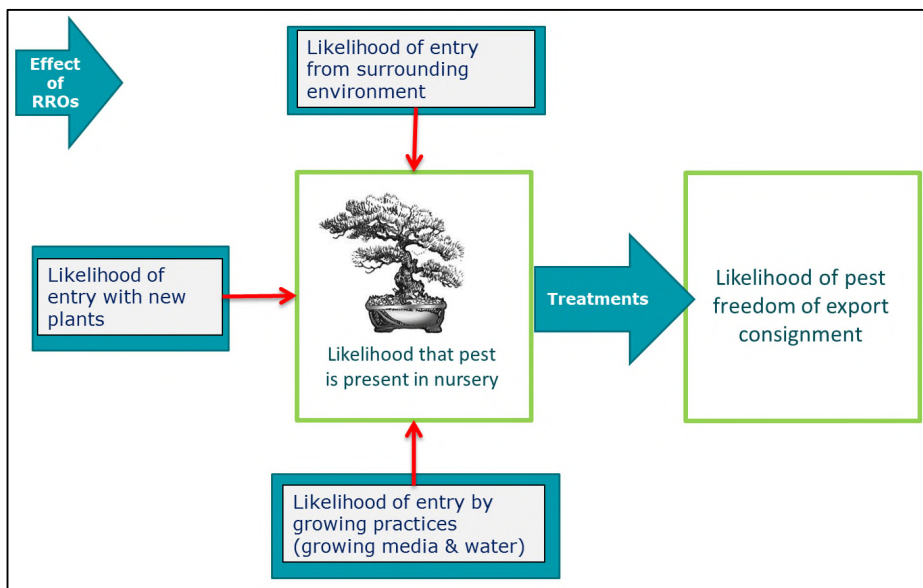 Effect
of
RROs
Likelihood of entry
from surrounding
environment
Likelihood of
entry with new
plants
Likelihood that pest
is present in nursery
Treatments
Likelihood of pest
freedom of export
consignment
Likelihood of entry by
growing practices
(growing media & water)